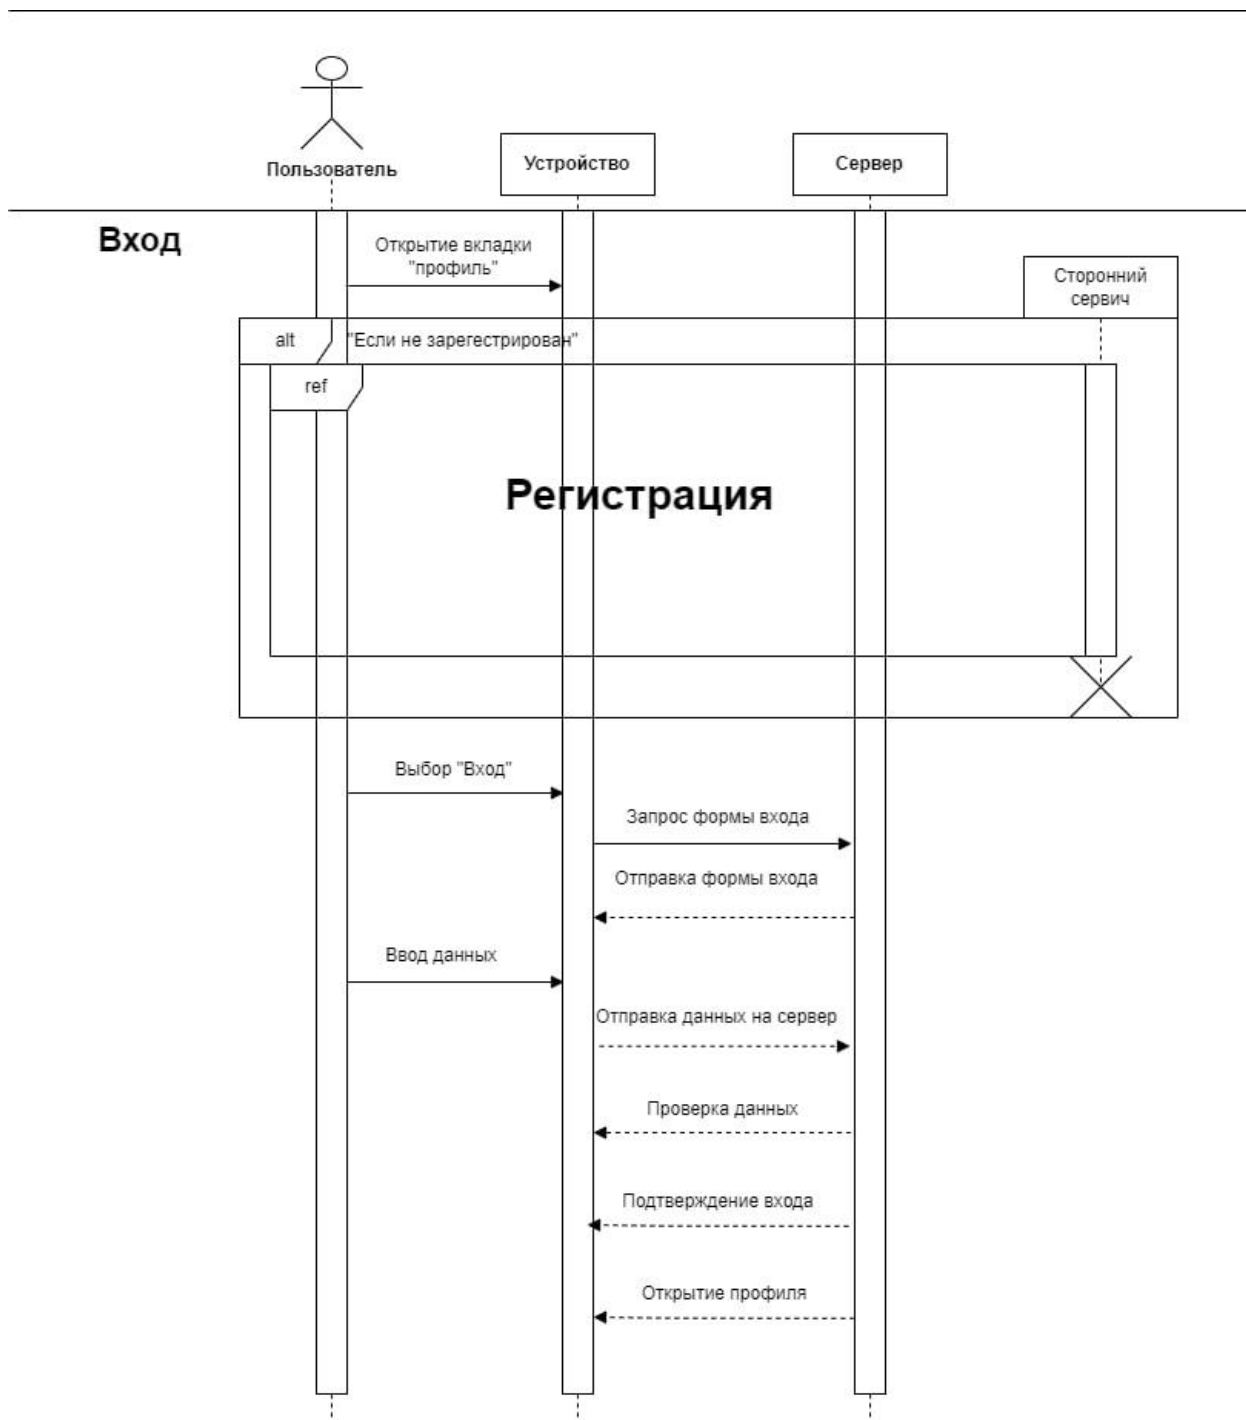 Пользователь
Устройство
Сервер
Вход
Открытие вкладки
"профиль"
Сторонний
сервич
alt
"Если не зарегестрирован"
ref
Регистрация
Выбор "Вход"
Запрос формы входа
Отправка формы входа
Ввод данных
Отправка данных на сервер
Проверка данных
Подтверждение входа
Открытие профиля